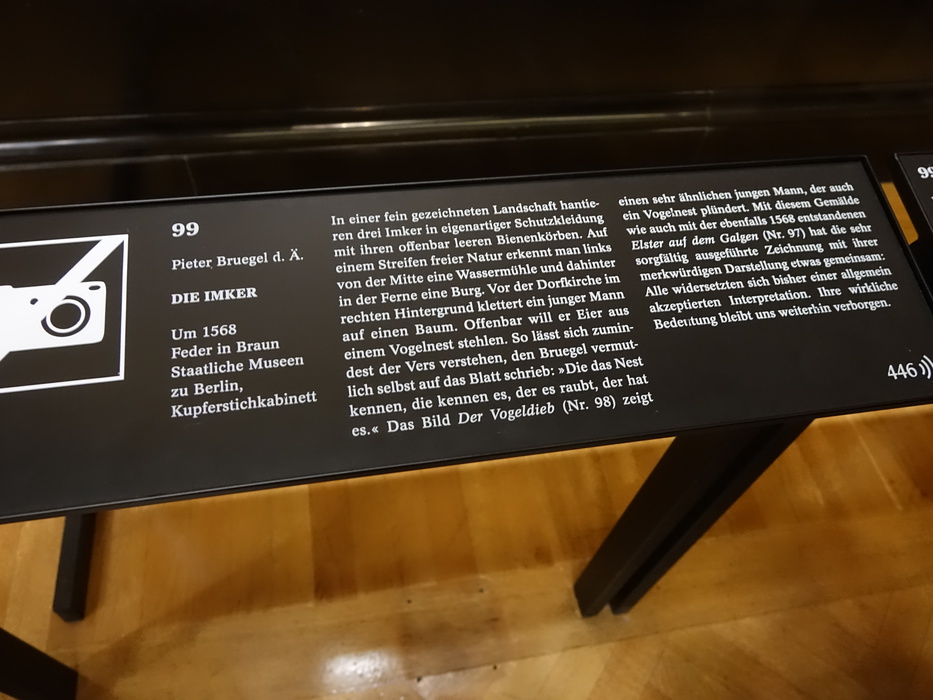 99
Pieter Bruegel d. Ä.
DIE IMKER
Um 1568
Feder in Braun
Staatliche Museen
zu Berlin,
Kupferstichkabinett
In einer fein gezeichneten Landschaft hantie-
ren drei Imker in eigenartiger Schutzkleidung
mit ihren offenbar leeren Bienenkörben. Auf
einem Streifen freier Natur erkennt man links
von der Mitte eine Wassermühle und dahinter
in der Ferne eine Burg. Vor der Dorfkirche im
rechten Hintergrund klettert ein junger Mann
auf einen Baum. Offenbar will er Eier aus
einem Vogelnest stehlen. So lässt sich zumin-
dest der Vers verstehen, den Bruegel vermut-
lich selbst auf das Blatt schrieb: »Die das Nest
kennen, die kennen es, der es raubt, der hat
es.« Das Bild Der Vogeldieb (Nr. 98) zeigt
einen sehr ähnlichen jungen Mann, der auch
ein Vogelnest plündert. Mit diesem Gemälde
wie auch mit der ebenfalls 1568 entstandenen
Elster auf dem Galgen (Nr. 97) hat die sehr
sorgfältig ausgeführte Zeichnung mit ihrer
merkwürdigen Darstellung etwas gemeinsam:
Alle widersetzten sich bisher einer allgemein
akzeptierten Interpretation. Ihre wirkliche
Bedeutung bleibt uns weiterhin verborgen.
446